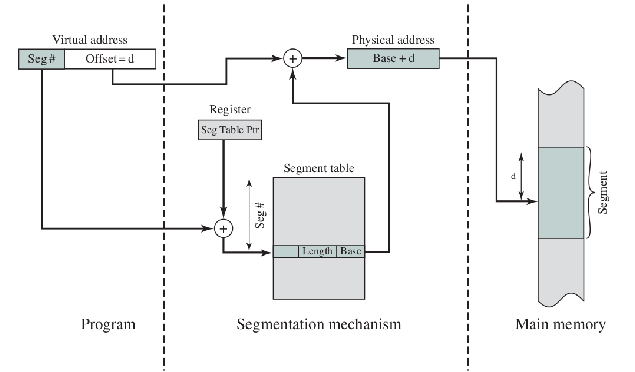 Virtual address
Seg # Offset = d
+
Physical address
Base + d
Register
Seg Table Ptr
Segment table
Seg #
+
Length Base
d
Segment
Program
Segmentation mechanism
Main memory